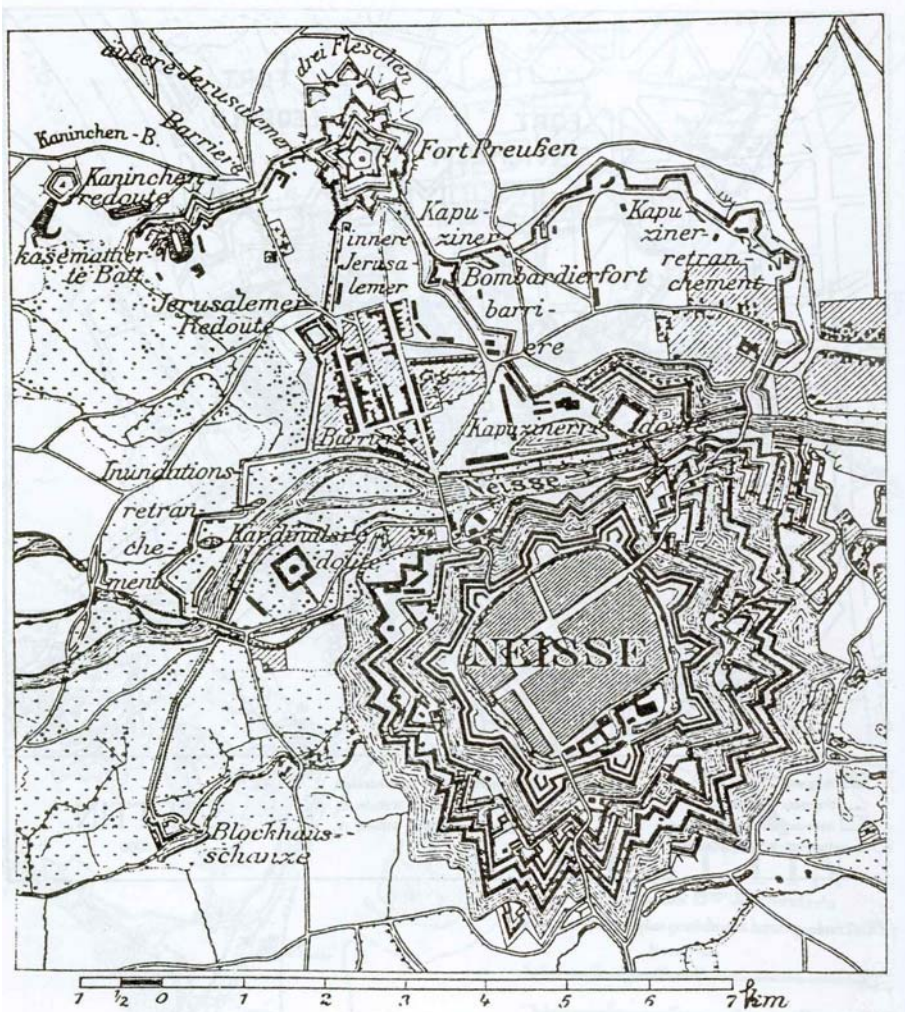 äußere Jerusalemer
Barriere
drei Fleschen
Kaninchen-B.
Kaninchen
redoute
Fort Preußen
kasemattier
te Batt.
Kapu-
ziner
innere
Jerusa
lemer
Bombardierfort
barri-
ere
Kapu-
ziner-
retran-
chement
Jerusalemer
Redoute
Barriere
Kapuzinerre
doute
Neisse
Inundations
retran
che-
ment
Kardinalsre
doute
NEISSE
Blockhaus-
schanze
1 1/2 0 1 2 3 4 5 6 7 km